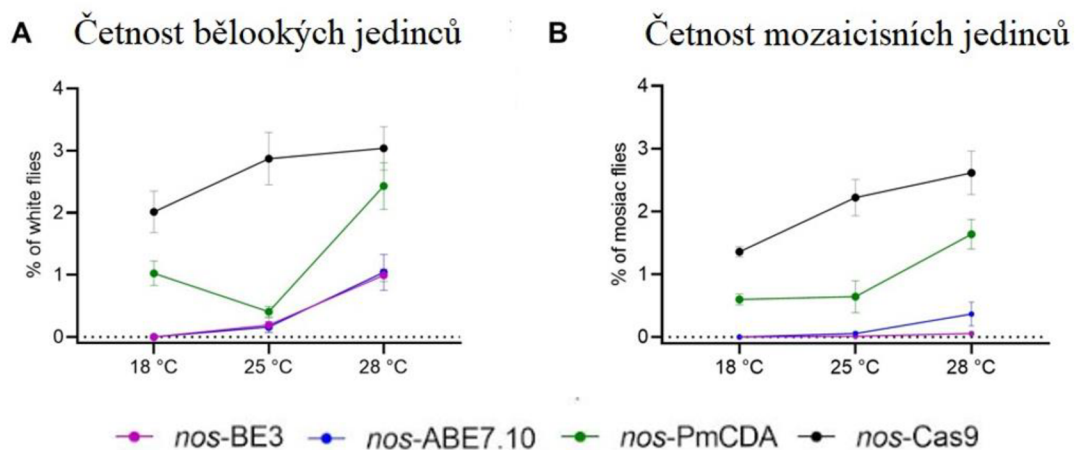 A Četnost bělookých jedinců
% of white flies
4
3
2
1
0
18 °C 25 °C 28 °C
B Četnost mozaicisních jedinců
% of mosiac flies
4
3
2
1
0
18 °C 25 °C 28 °C
nos-BE3 nos-ABE7.10 nos-PmCDA nos-Cas9